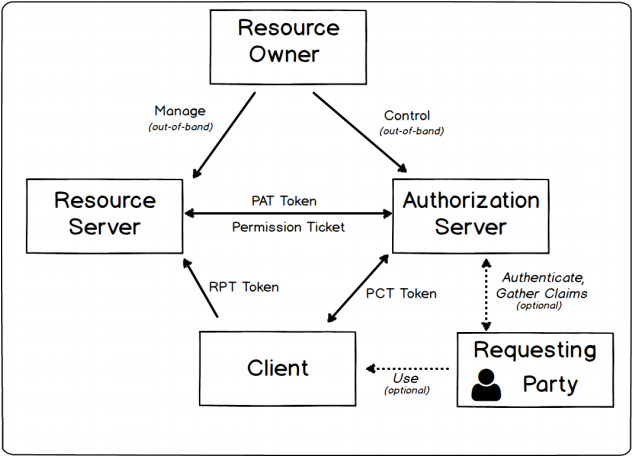 Resource
Owner
Manage
(out-of-band)
Control
(out-of-band)
Resource
Server
PAT Token
Permission Ticket
Authorization
Server
RPT Token
PCT Token
Authenticate,
Gather Claims
(optional)
Client
Use
(optional)
Requesting
Party